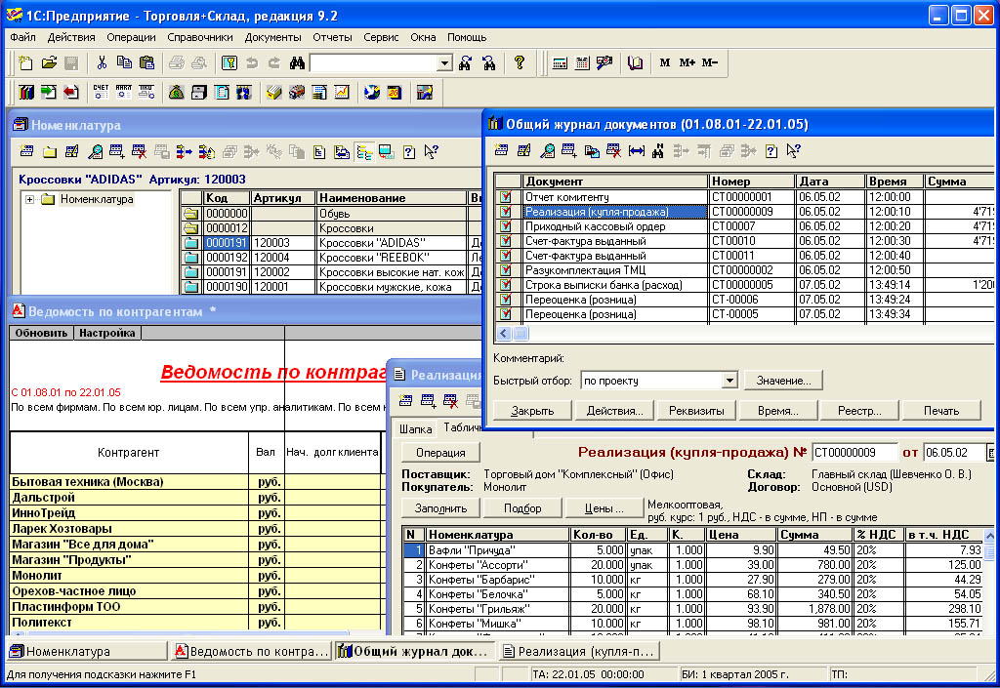 1С:Предприятие - Торговля+Склад, редакция 9.2
Файл Действия Операции Справочники Документы Отчеты Сервис Окна Помощь
M M+ M-
Номенклатура
Кроссовки "ADIDAS" Артикул: 120003
Номенклатура
Код Артикул Наименование
0000000 Обувь
0000012 Кроссовки
0000191 120003 Кроссовки "ADIDAS"
0000192 120004 Кроссовки "REEBOK"
0000191 120002 Кроссовки высокие нат. кож
0000190 120001 Кроссовки мужские, кожа
Общий журнал документов (01.08.01-22.01.05)
Документ Номер Дата Время Сумма
Отчет комитенту СТ00000001 06.05.02 12:00:00
Реализация (купля-продажа) СТ00000009 06.05.02 12:00:10 4'71
Приходный кассовый ордер СТ00007 06.05.02 12:00:20 4'71
Счет-фактура выданный СТ00010 06.05.02 12:00:30 4'71
Счет-фактура выданный СТ00011 06.05.02 12:00:40
Разукомплектация ТМЦ СТ00000002 06.05.02 12:00:50
Строка выписки банка (расход) СТ00000005 07.05.02 13:49:14 1'20
Переоценка (розница) СТ-00006 07.05.02 13:49:24
Переоценка (розница) СТ-00005 07.05.02 13:49:34
Комментарий:
Быстрый отбор: по проекту Значение...
Закрыть Действия... Реквизиты Время... Реестр... Печать
Ведомость по контрагентам *
Обновить Настройка
Ведомость по контраг
С 01.08.01 по 22.01.05
По всем фирмам. По всем юр. лицам. По всем упр. аналитикам. По всем
Контрагент Вал Нач. долг клиента
Бытовая техника (Москва) руб.
Дальстрой руб.
ИнноТрейд руб.
Ларек Хозтовары руб.
Магазин "Все для дома" руб.
Магазин "Продукты" руб.
Монолит руб.
Орехов-частное лицо руб.
Пластинформ ТОО руб.
Политекст руб.
Реализация
Шапка Табличн
Операция Реализация (купля-продажа) № СТ00000009 от 06.05.02
Поставщик: Торговый дом "Комплексный" (Офис) Склад: Главный склад (Шевченко О. В.)
Покупатель: Монолит Договор: Основной (USD)
Заполнить Подбор Цены ... Мелкооптовая,
руб. курс: 1 руб., НДС - в сумме, НП - в сумме
N Номенклатура Кол-во Ед. К. Цена Сумма % НДС в т.ч. НДС
1 Вафли "Причуда" 5.000 упак 1.000 9.90 49.50 20% 7.93
2 Конфеты "Ассорти" 20.000 упак 1.000 39.00 780.00 20% 125.00
3 Конфеты "Барбарис" 10.000 кг 1.000 27.90 279.00 20% 44.29
4 Конфеты "Белочка" 5.000 кг 1.000 68.10 340.50 20% 54.05
5 Конфеты "Грильяж" 20.000 кг 1.000 93.90 1,878.00 20% 298.10
6 Конфеты "Мишка" 10.000 кг 1.000 98.10 981.00 20% 155.71
Номенклатура Ведомость по контра... Общий журнал док... Реализация (купля-п...
Для получения подсказки нажмите F1 ТА: 22.01.05 00:00:00 БИ: 1 квартал 2005 г. ТП: